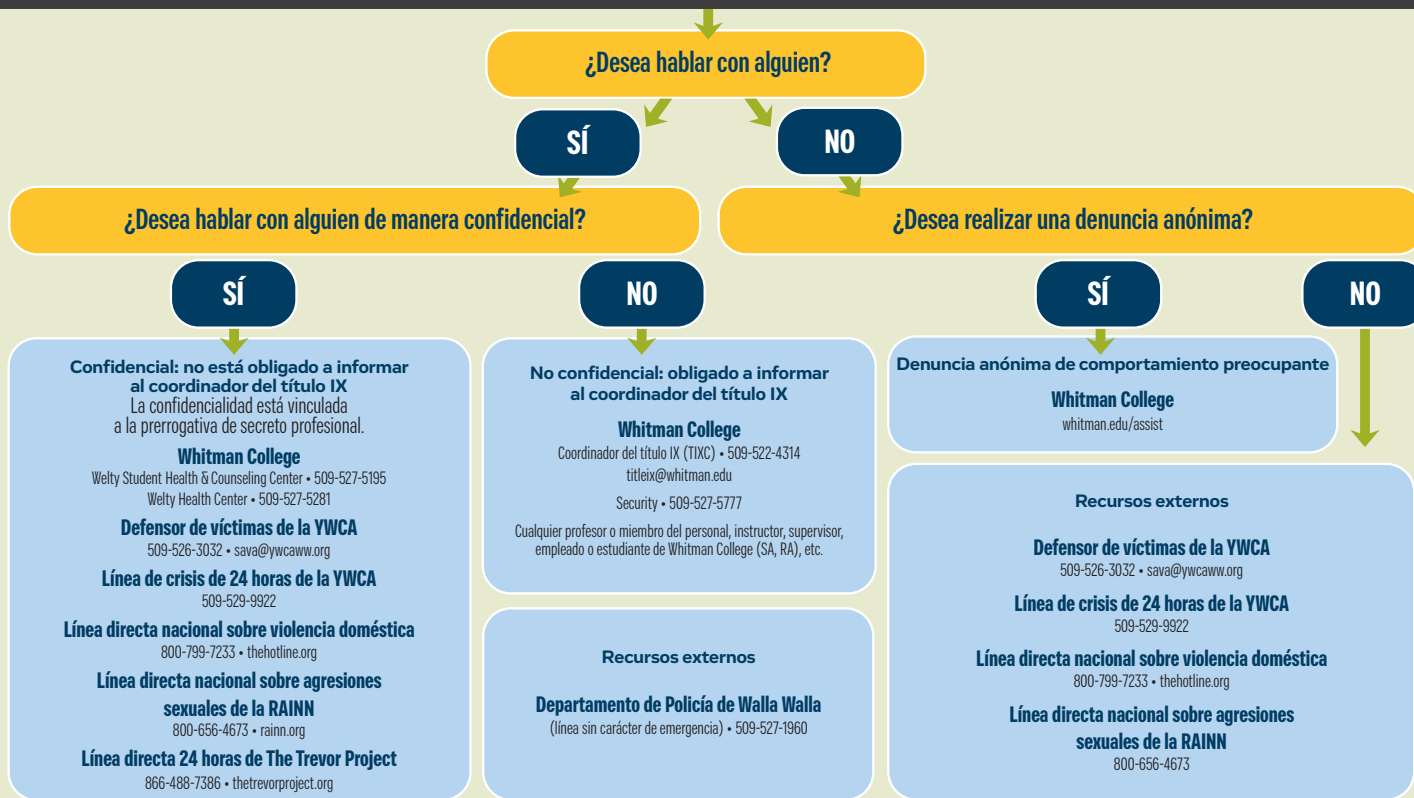 ¿Desea hablar con alguien?
SÍ
NO
¿Desea hablar con alguien de manera confidencial?
¿Desea realizar una denuncia anónima?
SÍ
NO
SÍ
NO
Confidencial: no está obligado a informar
al coordinador del título IX
La confidencialidad está vinculada
a la prerrogativa de secreto profesional.
Whitman College
Welty Student Health & Counseling Center • 509-527-5195
Welty Health Center • 509-527-5281
Defensor de víctimas de la YWCA
509-526-3032 • sava@ywcaww.org
Línea de crisis de 24 horas de la YWCA
509-529-9922
Línea directa nacional sobre violencia doméstica
800-799-7233 • thehotline.org
Línea directa nacional sobre agresiones
sexuales de la RAINN
800-656-4673 • rainn.org
Línea directa 24 horas de The Trevor Project
866-488-7386 • thetrevorproject.org
No confidencial: obligado a informar
al coordinador del título IX
Whitman College
Coordinador del título IX (TIXC) • 509-522-4314
titleix@whitman.edu
Security • 509-527-5777
Cualquier profesor o miembro del personal, instructor, supervisor,
empleado o estudiante de Whitman College (SA, RA), etc.
Recursos externos
Departamento de Policía de Walla Walla
(línea sin carácter de emergencia) • 509-527-1960
Denuncia anónima de comportamiento preocupante
Whitman College
whitman.edu/assist
Recursos externos
Defensor de víctimas de la YWCA
509-526-3032 • sava@ywcaww.org
Línea de crisis de 24 horas de la YWCA
509-529-9922
Línea directa nacional sobre violencia doméstica
800-799-7233 • thehotline.org
Línea directa nacional sobre agresiones
sexuales de la RAINN
800-656-4673